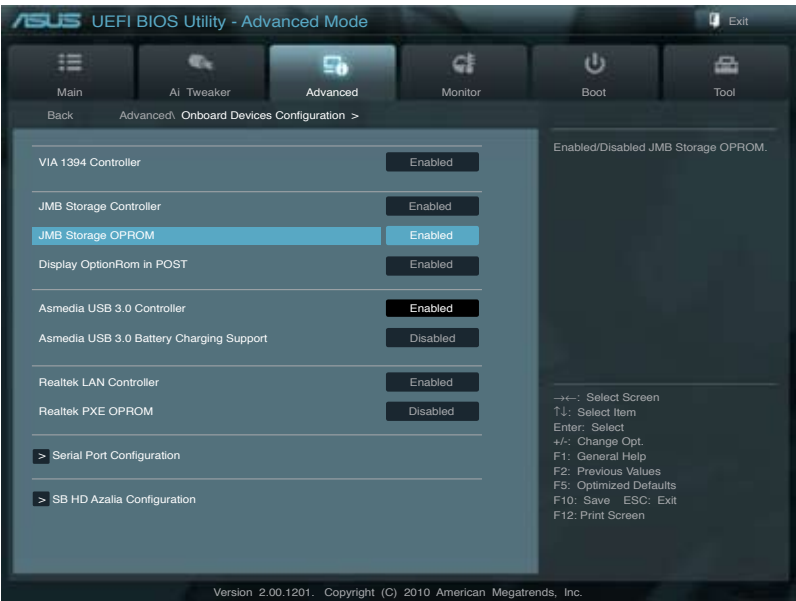 ASUS UEFI BIOS Utility - Advanced Mode
Exit
Main
Ai Tweaker
Advanced
Monitor
Boot
Tool
Back Advanced\ Onboard Devices Configuration >
VIA 1394 Controller Enabled
JMB Storage Controller Enabled
JMB Storage OPROM Enabled
Display OptionRom in POST Enabled
Asmedia USB 3.0 Controller Enabled
Asmedia USB 3.0 Battery Charging Support Disabled
Realtek LAN Controller Enabled
Realtek PXE OPROM Disabled
> Serial Port Configuration
> SB HD Azalia Configuration
Enabled/Disabled JMB Storage OPROM.
→←: Select Screen
↑↓: Select Item
Enter: Select
+/-: Change Opt.
F1: General Help
F2: Previous Values
F5: Optimized Defaults
F10: Save ESC: Exit
F12: Print Screen
Version 2.00.1201. Copyright (C) 2010 American Megatrends, Inc.